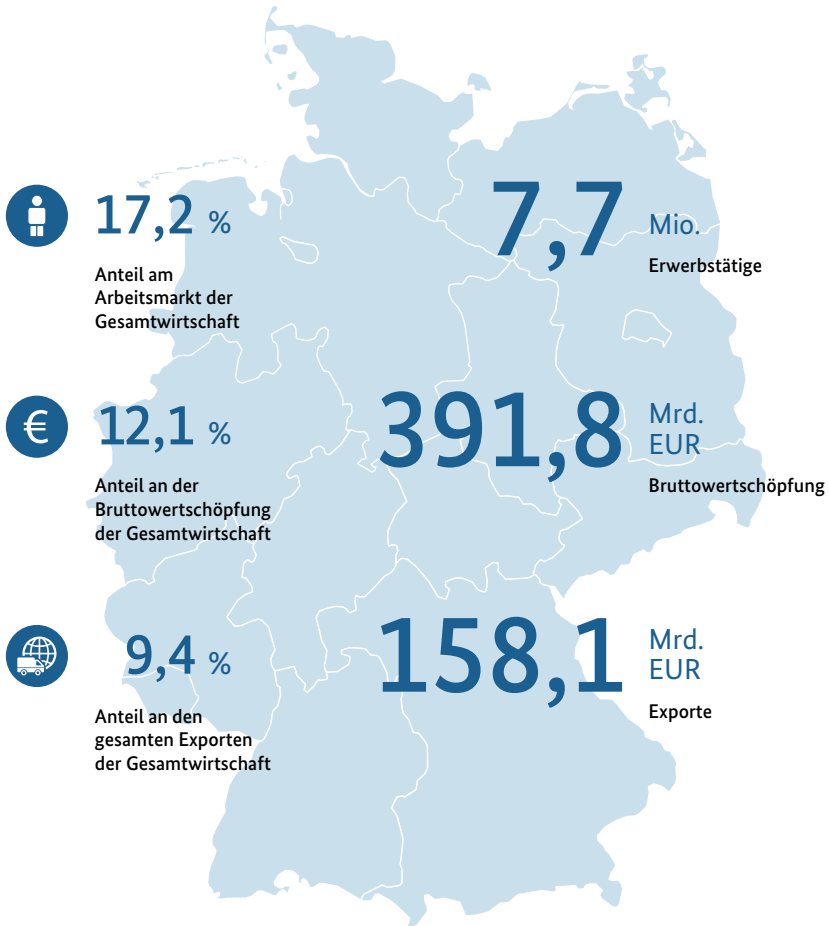 17,2 %
Anteil am
Arbeitsmarkt der
Gesamtwirtschaft
7,7 Mio.
Erwerbstätige
€
12,1 %
Anteil an der
Bruttowertschöpfung
der Gesamtwirtschaft
391,8 Mrd.
EUR
Bruttowertschöpfung
9,4 %
Anteil an den
gesamten Exporten
der Gesamtwirtschaft
158,1 Mrd.
EUR
Exporte